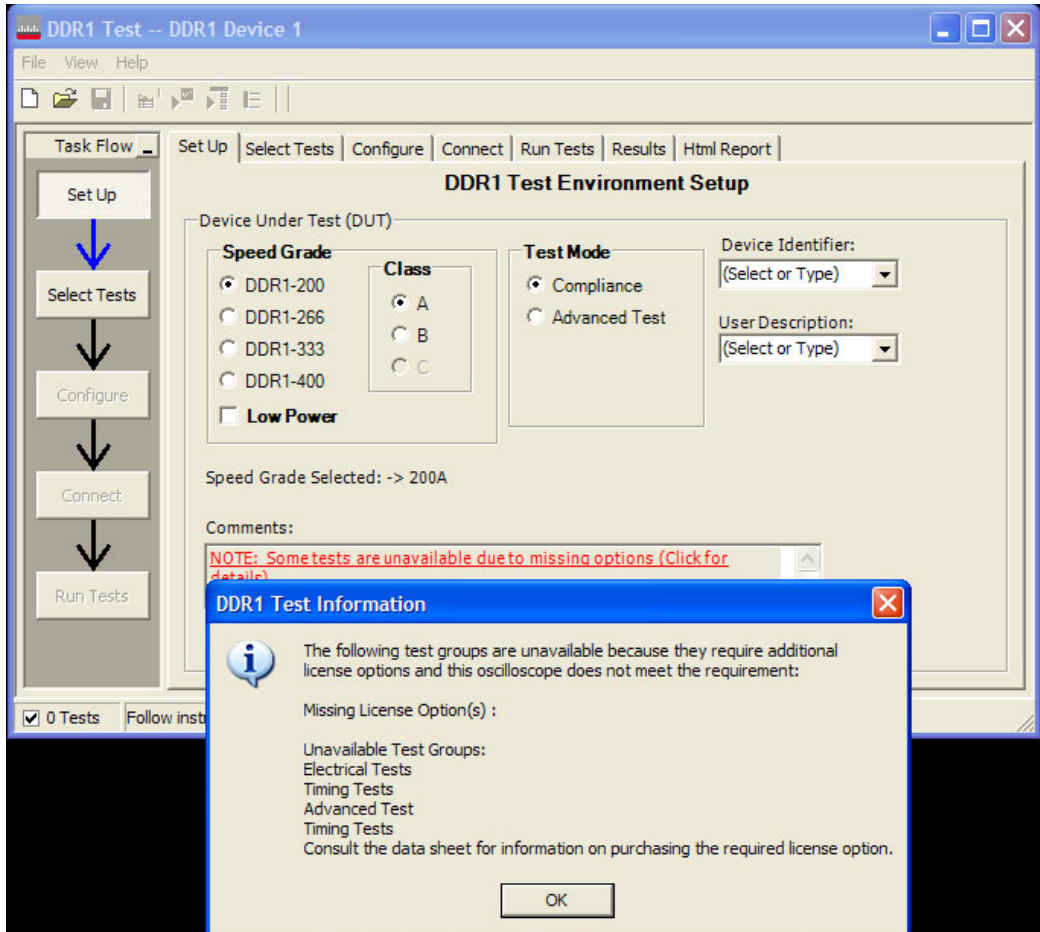 DDR1 Test -- DDR1 Device 1
File View Help
Task Flow
Set Up
Select Tests
Configure
Connect
Run Tests
Set Up Select Tests Configure Connect Run Tests Results Html Report
DDR1 Test Environment Setup
Device Under Test (DUT)
Speed Grade
DDR1-200
DDR1-266
DDR1-333
DDR1-400
Low Power
Class
A
B
C
Test Mode
Compliance
Advanced Test
Device Identifier:
(Select or Type)
User Description:
(Select or Type)
Speed Grade Selected: -> 200A
Comments:
NOTE: Some tests are unavailable due to missing options (Click for
details)
0 Tests Follow inst
DDR1 Test Information
The following test groups are unavailable because they require additional
license options and this oscilloscope does not meet the requirement:
Missing License Option(s) :
Unavailable Test Groups:
Electrical Tests
Timing Tests
Advanced Test
Timing Tests
Consult the data sheet for information on purchasing the required license option.
OK